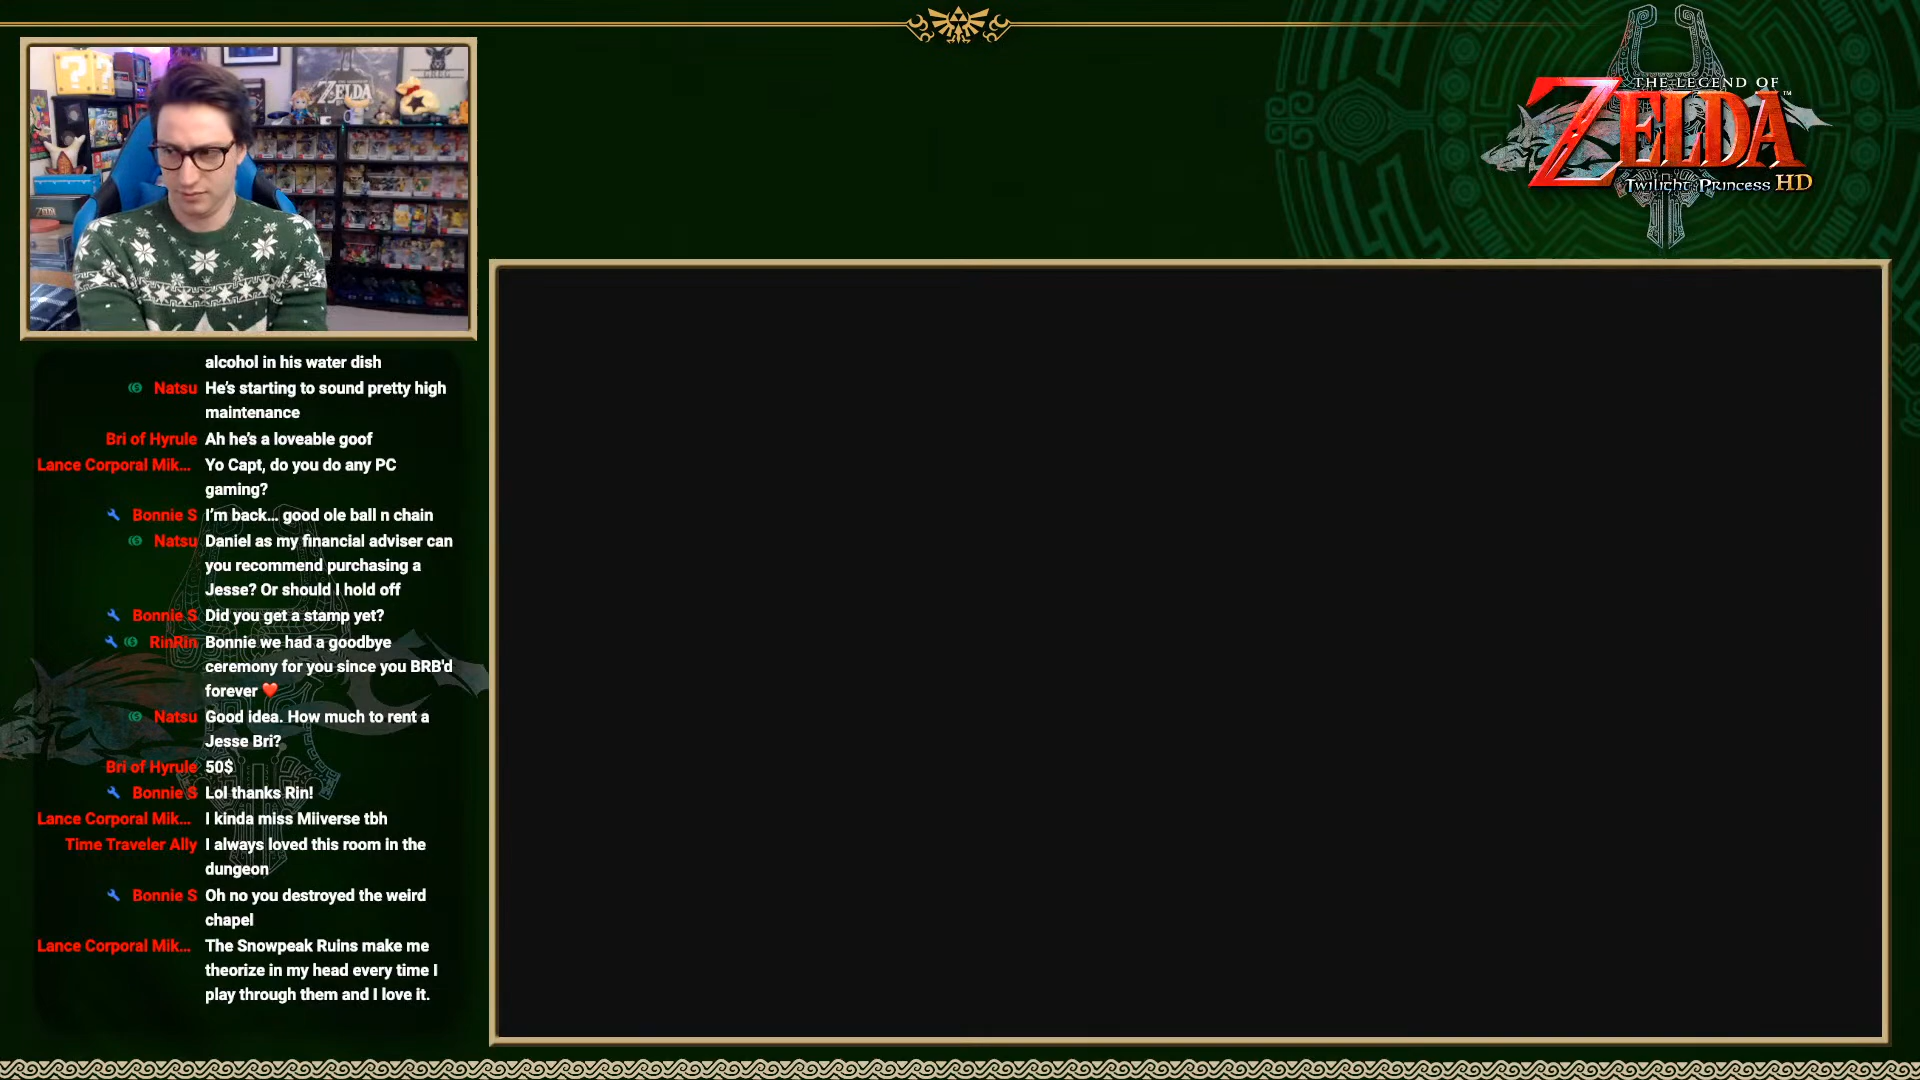 THE LEGEND OF
ZELDA™
Twilight Princess HD
ZELDA
GREG
alcohol in his water dish
Natsu He's starting to sound pretty high
maintenance
Bri of Hyrule Ah he's a loveable goof
Lance Corporal Mik... Yo Capt, do you do any PC
gaming?
Bonnie S I'm back... good ole ball n chain
Natsu Daniel as my financial adviser can
you recommend purchasing a
Jesse? Or should I hold off
Bonnie S Did you get a stamp yet?
RinRin Bonnie we had a goodbye
ceremony for you since you BRB'd
forever ❤️
Natsu Good idea. How much to rent a
Jesse Bri?
Bri of Hyrule 50$
Bonnie S Lol thanks Rin!
Lance Corporal Mik... I kinda miss Miiverse tbh
Time Traveler Ally I always loved this room in the
dungeon
Bonnie S Oh no you destroyed the weird
chapel
Lance Corporal Mik... The Snowpeak Ruins make me
theorize in my head every time I
play through them and I love it.